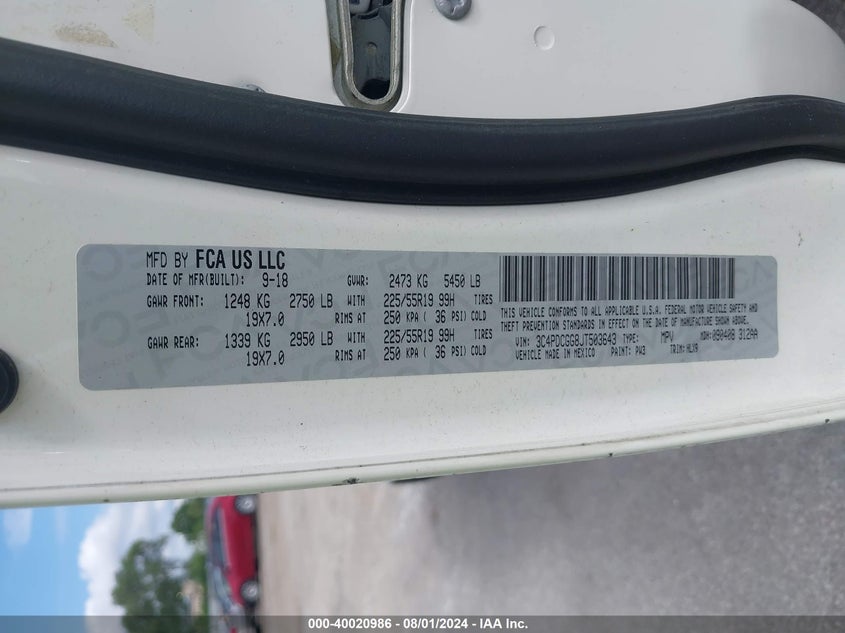 MFD BY FCA US LLC
DATE OF MFR(BUILT): 9-18 GVWR: 2473 KG 5450 LB
GAWR FRONT: 1248 KG 2750 LB WITH 225/55R19 99H TIRES
19X7.0 RIMS AT 250 KPA ( 36 PSI) COLD
GAWR REAR: 1339 KG 2950 LB WITH 225/55R19 99H TIRES
19X7.0 RIMS AT 250 KPA ( 36 PSI) COLD
THIS VEHICLE CONFORMS TO ALL APPLICABLE U.S.A. FEDERAL MOTOR VEHICLE SAFETY AND
THEFT PREVENTION STANDARDS IN EFFECT ON THE DATE OF MANUFACTURE SHOWN ABOVE.
VIN: 3C4PDCGG8JT503643 TYPE: MPV MDH: 090408 312AA
VEHICLE MADE IN MEXICO PAINT: PW3 TRIM: HLX9
000-40020986 - 08/01/2024 - IAA Inc.